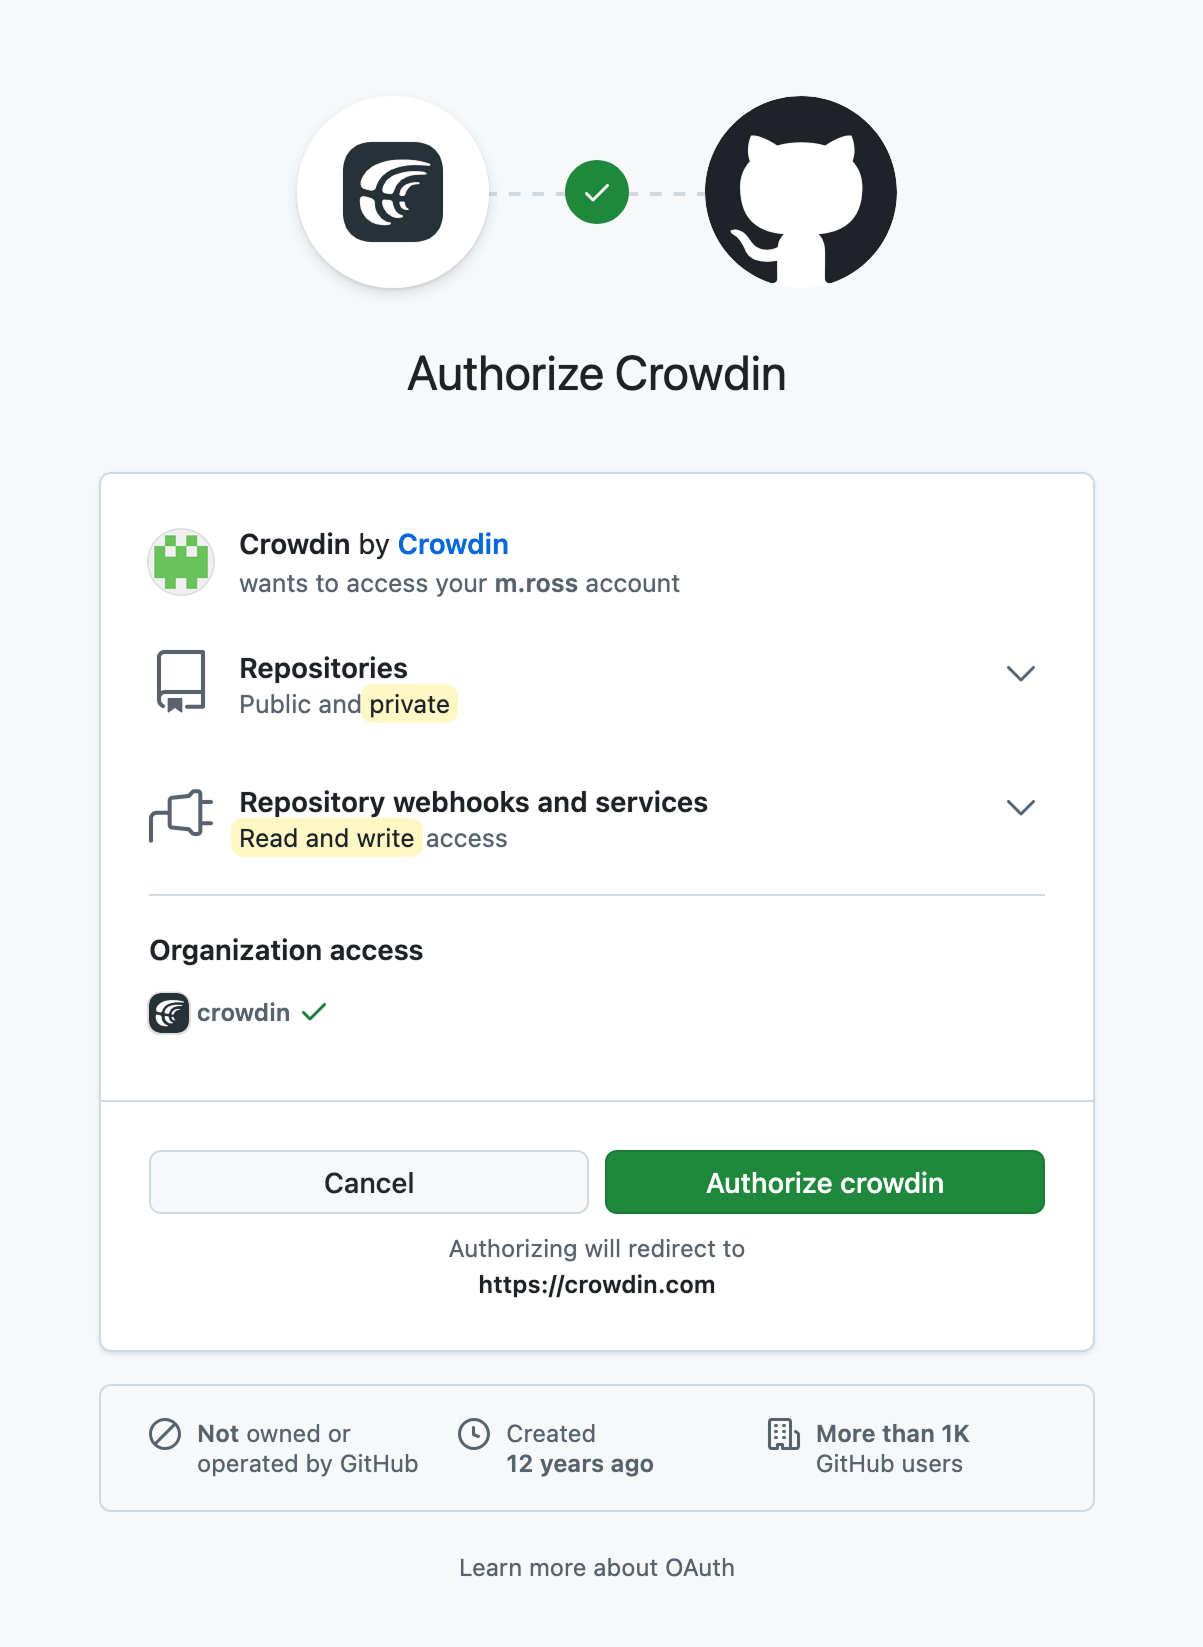 Authorize Crowdin
Crowdin by Crowdin
wants to access your m.ross account
Repositories
Public and private
Repository webhooks and services
Read and write access
Organization access
crowdin
Cancel
Authorize crowdin
Authorizing will redirect to
https://crowdin.com
Not owned or
operated by GitHub
Created
12 years ago
More than 1K
GitHub users
Learn more about OAuth